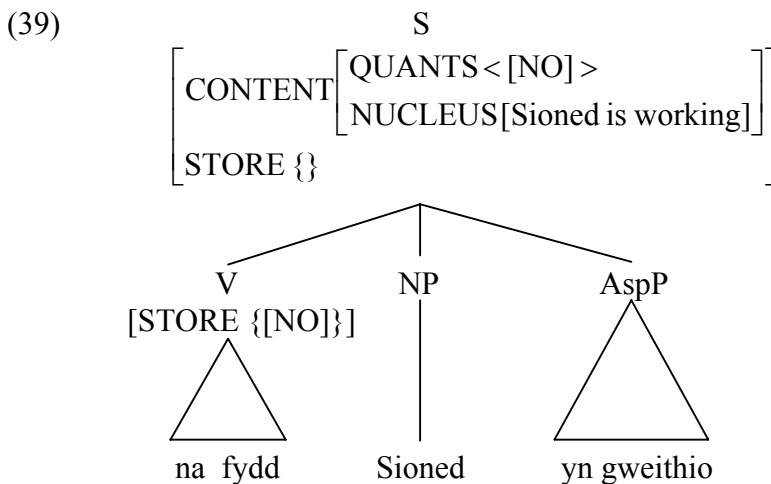 (39) S
CONTENT [QUANTS <[NO]>
NUCLEUS [Sioned is working]]
STORE {}
V NP AspP
[STORE {[NO]}]
na fydd Sioned yn gweithio